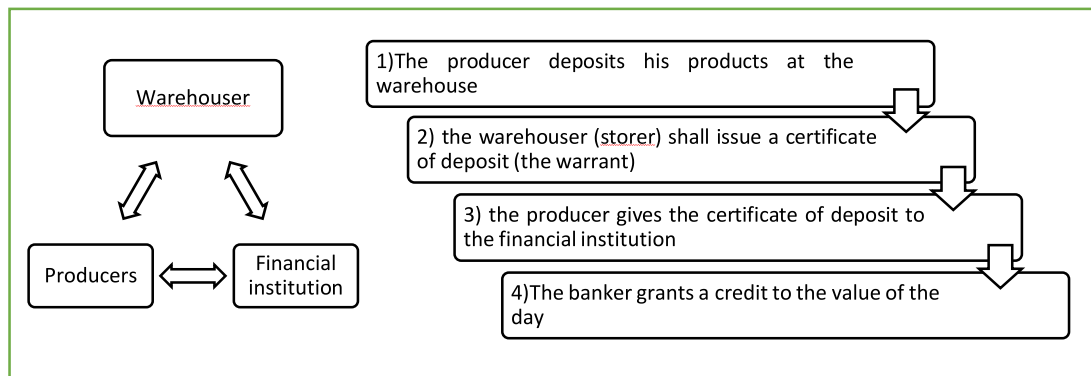 Warehouser
Producers
Financial
institution
1)The producer deposits his products at the
warehouse
2) the warehouser (storer) shall issue a certificate
of deposit (the warrant)
3) the producer gives the certificate of deposit to
the financial institution
4)The banker grants a credit to the value of the
day